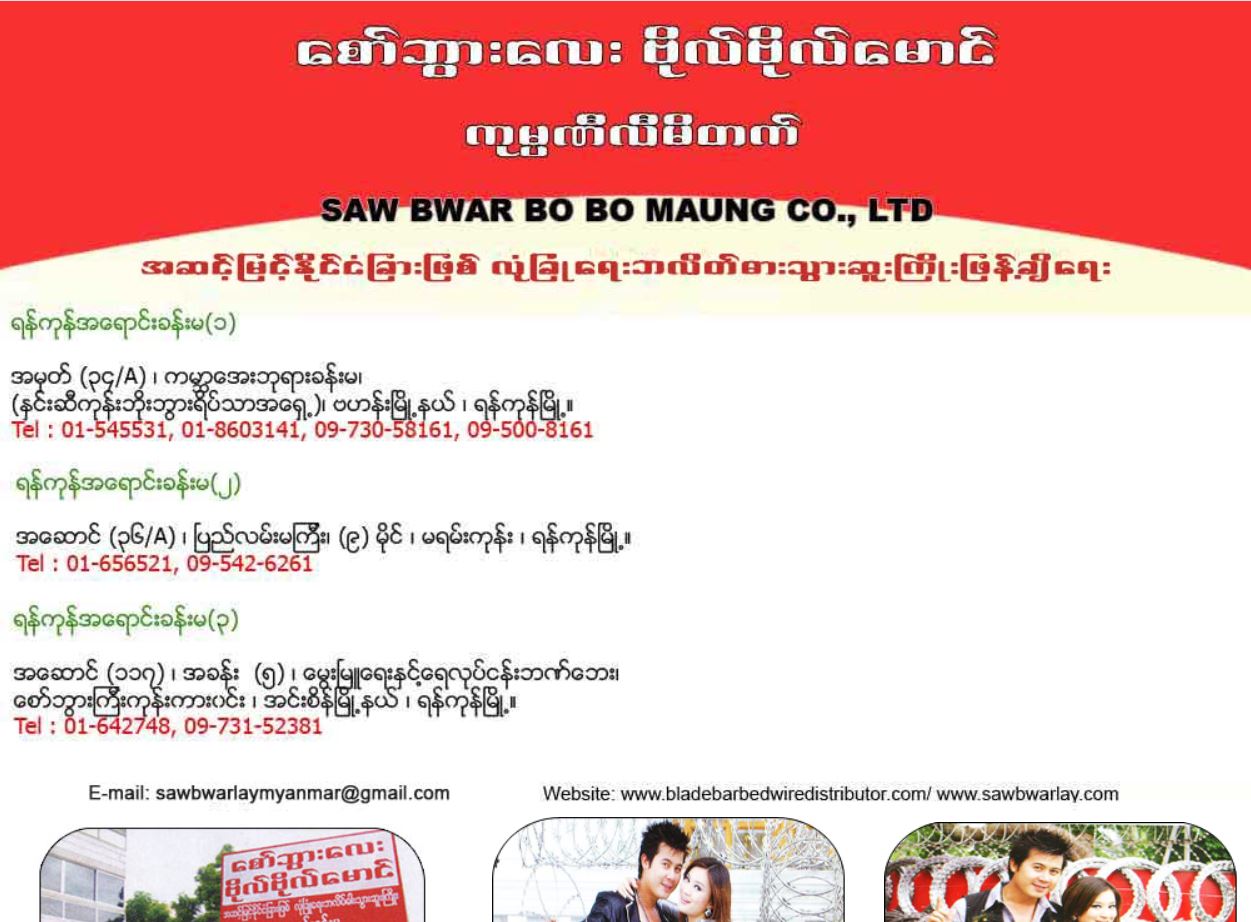 စော်ဘွားလေး ဗိုလ်ဗိုလ်မောင်
ကုမ္ပဏီလီမိတက်
SAW BWAR BO BO MAUNG CO., LTD
အဆင့်မြင့်နိုင်ငံခြားဖြစ် လုံခြုံရေးဘလိတ်ဓားသွားဆူးကြိုးဖြန့်ချိရေး
ရန်ကုန်အရောင်းခန်းမ(၁)
အမှတ် (၃၄/A) ၊ ကမ္ဘာအေးဘုရားခန်းမ၊
(နှင်းဆီကုန်းဘိုးဘွားရိပ်သာအရှေ့)၊ ဗဟန်းမြို့နယ် ၊ ရန်ကုန်မြို့။
Tel : 01-545531, 01-8603141, 09-730-58161, 09-500-8161
ရန်ကုန်အရောင်းခန်းမ(၂)
အဆောင် (၃၆/A) ၊ ပြည်လမ်းမကြီး၊ (၉) မိုင် ၊ မရမ်းကုန်း ၊ ရန်ကုန်မြို့။
Tel : 01-656521, 09-542-6261
ရန်ကုန်အရောင်းခန်းမ(၃)
အဆောင် (၁၁၇) ၊ အခန်း (၅) ၊ မွေးမြူရေးနှင့်ရေလုပ်ငန်းဘဏ်ဘေး၊
စော်ဘွားကြီးကုန်းကားဝင်း ၊ အင်းစိန်မြို့နယ် ၊ ရန်ကုန်မြို့။
Tel : 01-642748, 09-731-52381
E-mail: sawbwarlaymyanmar@gmail.com
Website: www.bladebarbedwiredistributor.com/ www.sawbwarlay.com
စော်ဘွားလေး
ဗိုလ်ဗိုလ်မောင်